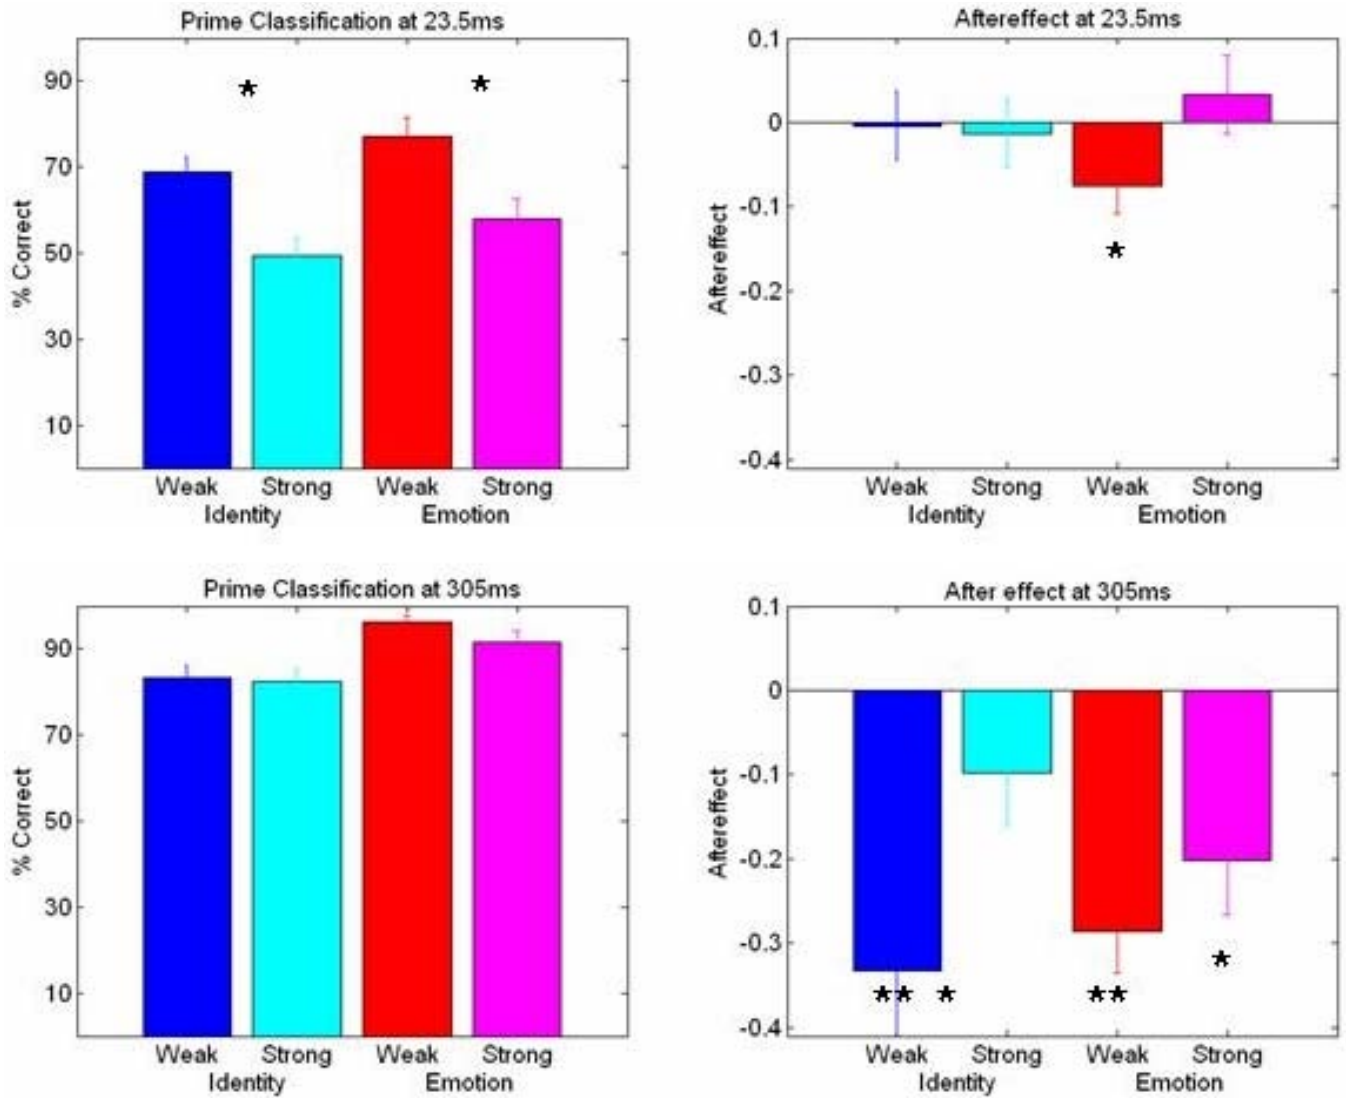 Prime Classification at 23.5ms
90
70
50
30
10
% Correct
Weak Strong Weak Strong
Identity Emotion
Aftereffect at 23.5ms
0.1
0
-0.1
-0.2
-0.3
-0.4
Aftereffect
Weak Strong Weak Strong
Identity Emotion
Prime Classification at 305ms
90
70
50
30
10
% Correct
Weak Strong Weak Strong
Identity Emotion
After effect at 305ms
0.1
0
-0.1
-0.2
-0.3
-0.4
Aftereffect
Weak Strong Weak Strong
Identity Emotion